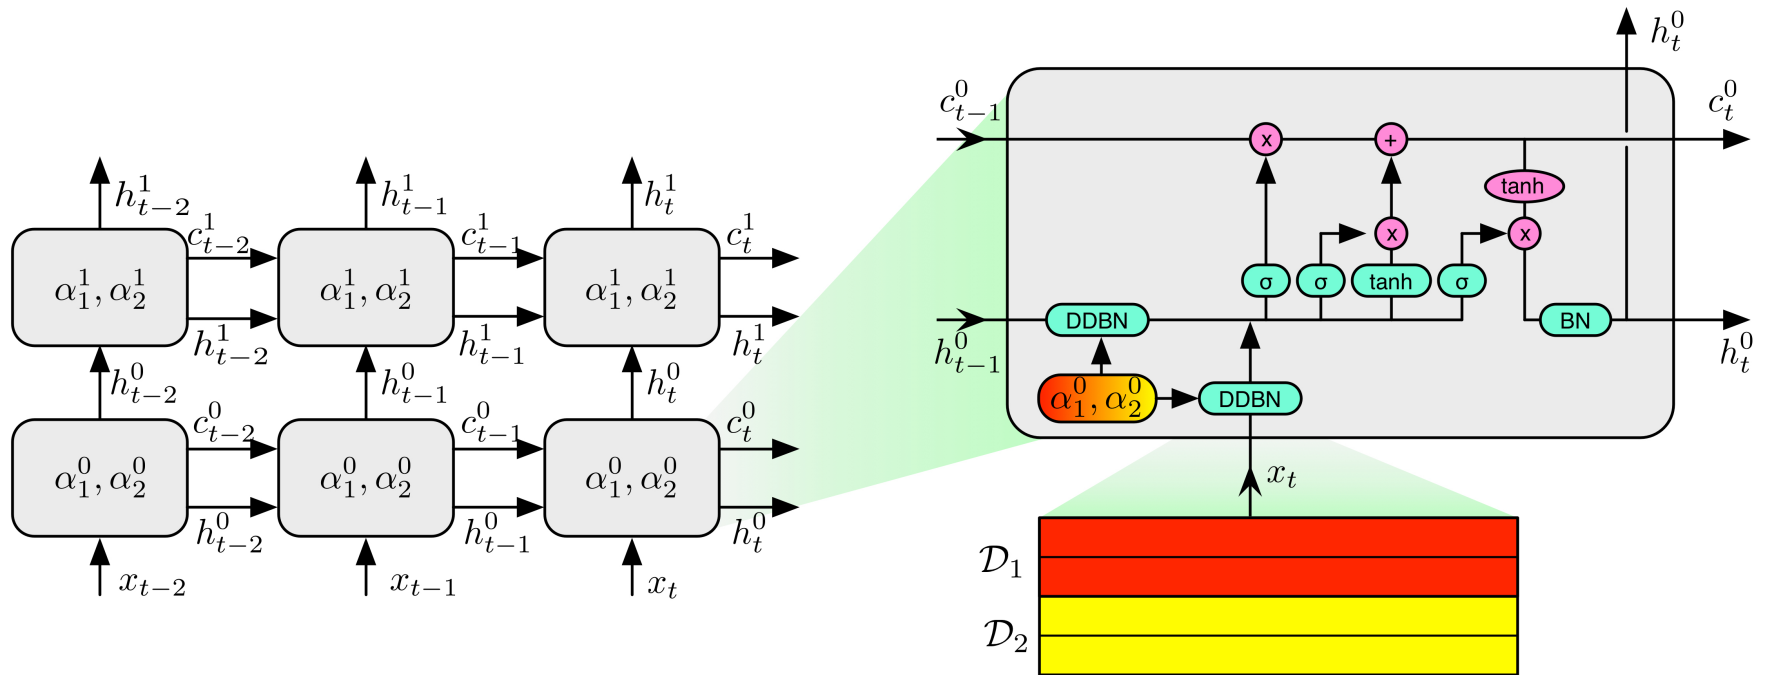 h_t^0
c_{t-1}^0
c_t^0
x
+
tanh
h_{t-2}^1
h_{t-1}^1
h_t^1
x
x
c_{t-2}^1
c_{t-1}^1
c_t^1
α_1^1, α_2^1
α_1^1, α_2^1
α_1^1, α_2^1
σ
σ
tanh
σ
DDBN
BN
h_{t-2}^1
h_{t-1}^1
h_t^1
h_{t-1}^0
h_t^0
h_{t-2}^0
h_{t-1}^0
h_t^0
α_1^0, α_2^0
DDBN
c_{t-2}^0
c_{t-1}^0
c_t^0
α_1^0, α_2^0
α_1^0, α_2^0
α_1^0, α_2^0
x_t
h_{t-2}^0
h_{t-1}^0
h_t^0
D_1
x_{t-2}
x_{t-1}
x_t
D_2